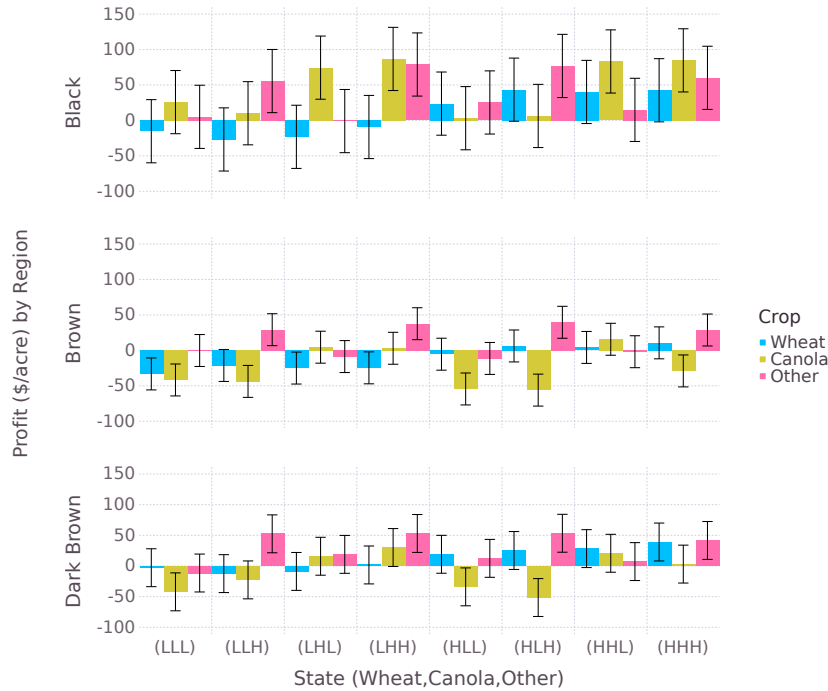 Profit ($/acre) by Region
Black
150
100
50
0
-50
-100
Brown
150
100
50
0
-50
-100
Dark Brown
150
100
50
0
-50
-100
(LLL) (LLH) (LHL) (LHH) (HLL) (HLH) (HHL) (HHH)
State (Wheat,Canola,Other)
Crop
Wheat
Canola
Other